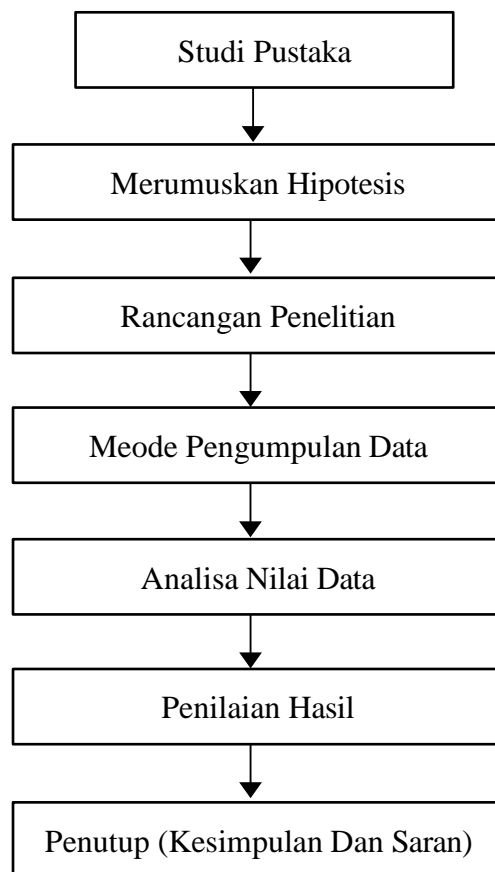 Studi Pustaka
Merumuskan Hipotesis
Rancangan Penelitian
Meode Pengumpulan Data
Analisa Nilai Data
Penilaian Hasil
Penutup (Kesimpulan Dan Saran)